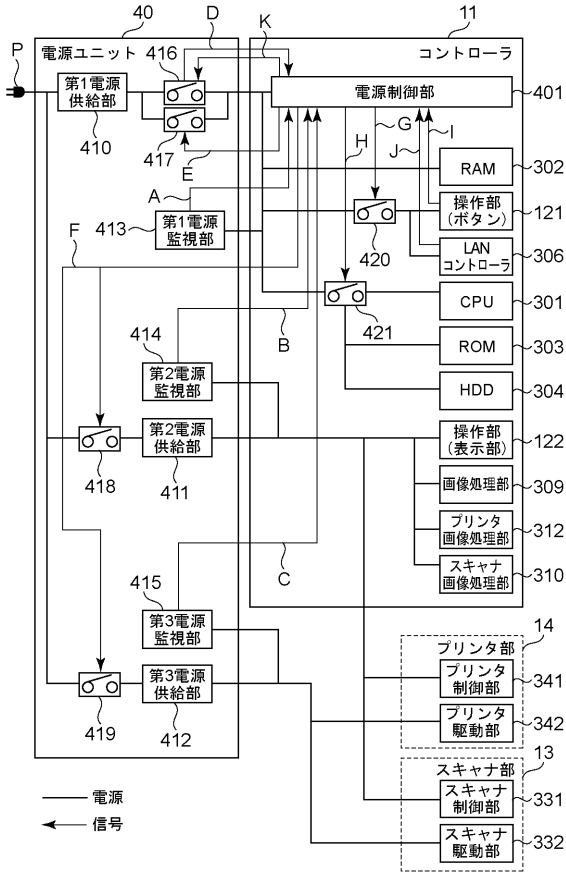 40
D
K
11
電源ユニット
416
コントローラ
P
第1電源
供給部
410
417
電源制御部
401
E
H
G
I
J
A
RAM
302
413
第1電源
監視部
420
操作部
(ボタン)
121
F
LAN
コントローラ
306
421
CPU
301
B
414
第2電源
監視部
ROM
303
HDD
304
418
第2電源
供給部
411
操作部
(表示部)
122
画像処理部
309
プリンタ
画像処理部
312
C
スキャナ
画像処理部
310
415
第3電源
監視部
14
プリンタ部
419
第3電源
供給部
412
プリンタ
制御部
341
プリンタ
駆動部
342
13
スキャナ部
電源
スキャナ
制御部
331
信号
スキャナ
駆動部
332